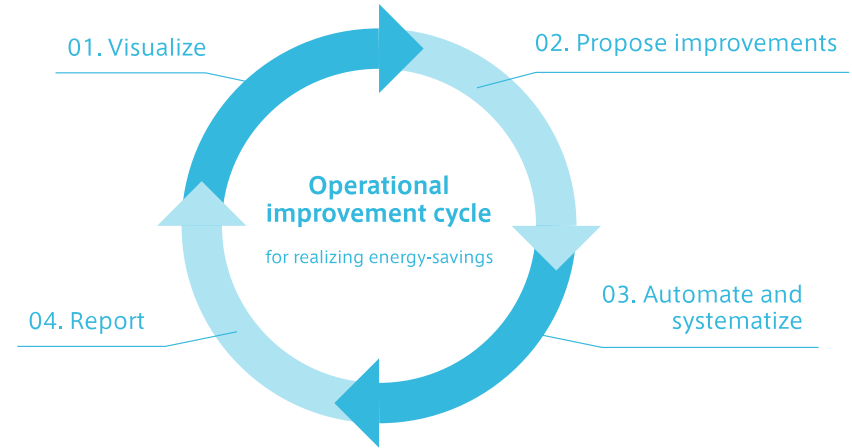 01. Visualize
02. Propose improvements
Operational
improvement cycle
for realizing energy-savings
03. Automate and
systematize
04. Report